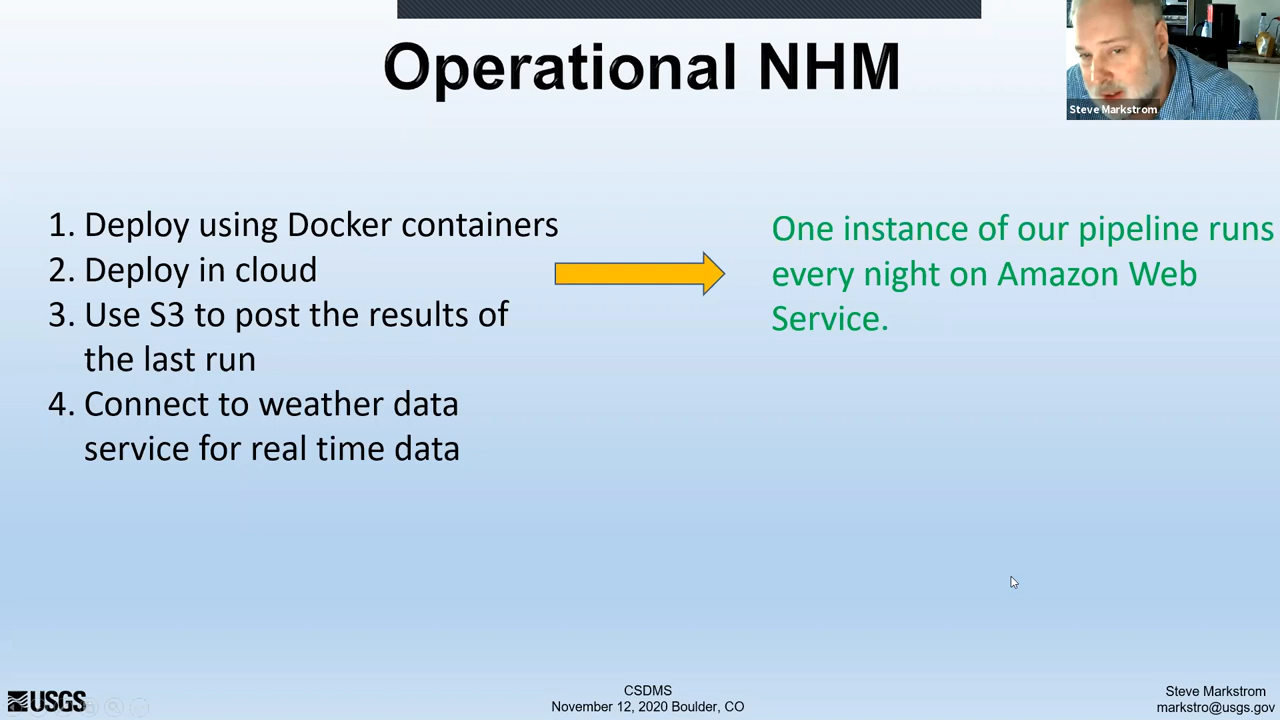 Operational NHM
Steve Markstrom
1. Deploy using Docker containers
2. Deploy in cloud
3. Use S3 to post the results of
the last run
4. Connect to weather data
service for real time data
One instance of our pipeline runs
every night on Amazon Web
Service.
USGS
CSDMS
November 12, 2020 Boulder, CO
Steve Markstrom
markstro@usgs.gov